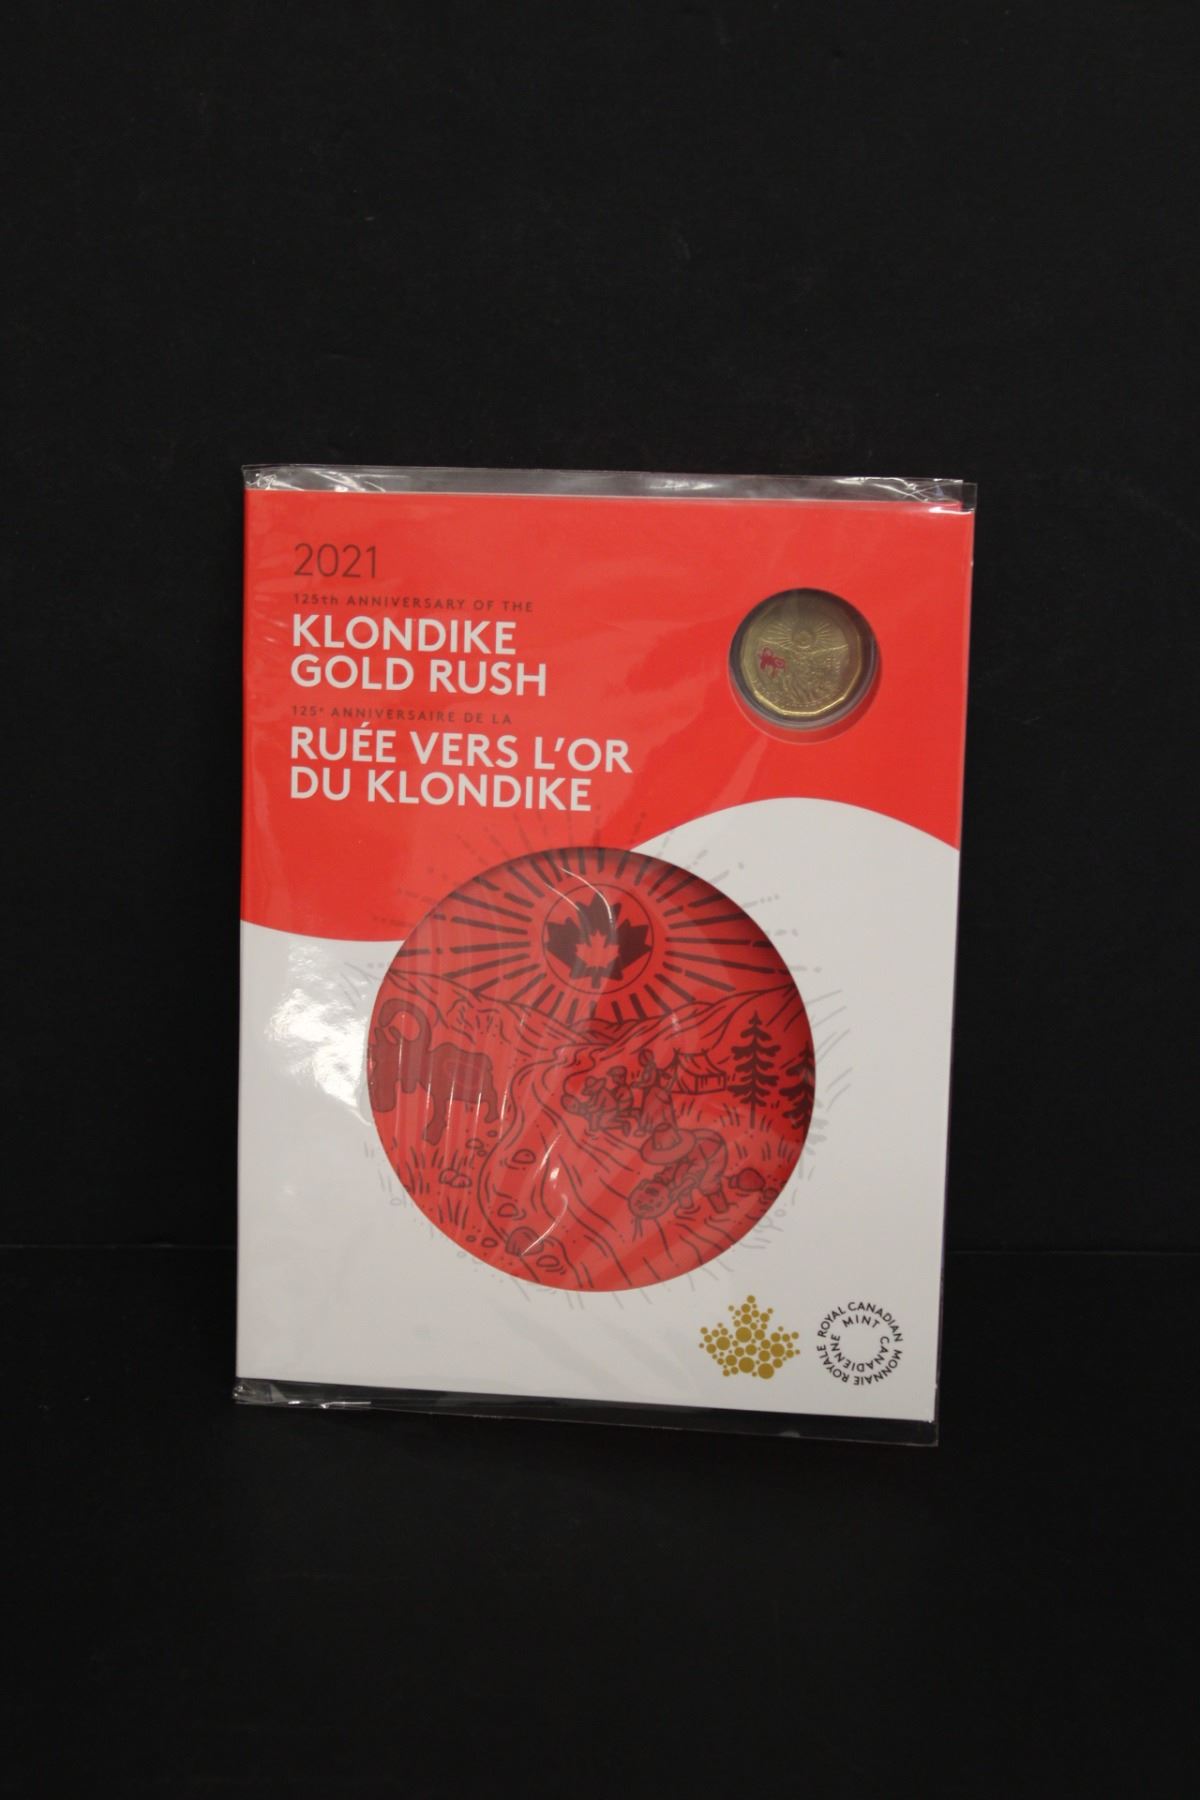 2021
125th ANNIVERSARY OF THE
KLONDIKE
GOLD RUSH
125e ANNIVERSAIRE DE LA
RUÉE VERS L'OR
DU KLONDIKE
ROYAL CANADIAN MINT
MONNAIE ROYALE CANADIENNE